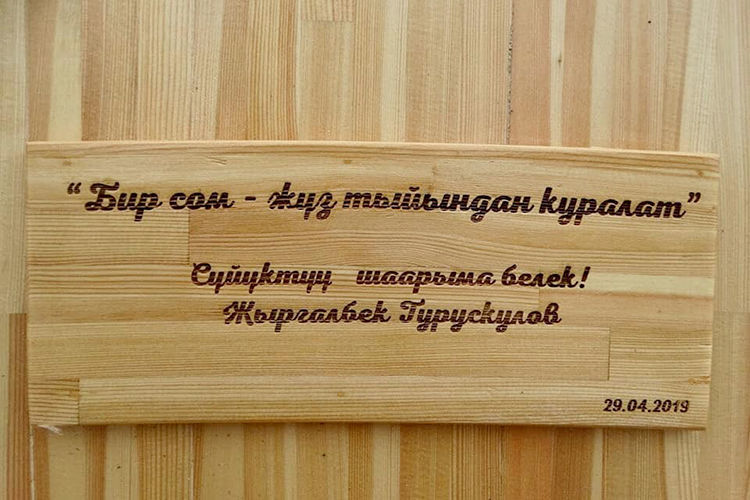 “Бир сом - жүз тыйындан куралат”
Сүйүктүү шаарыма белек!
Жыргалбек Турускулов
29.04.2019